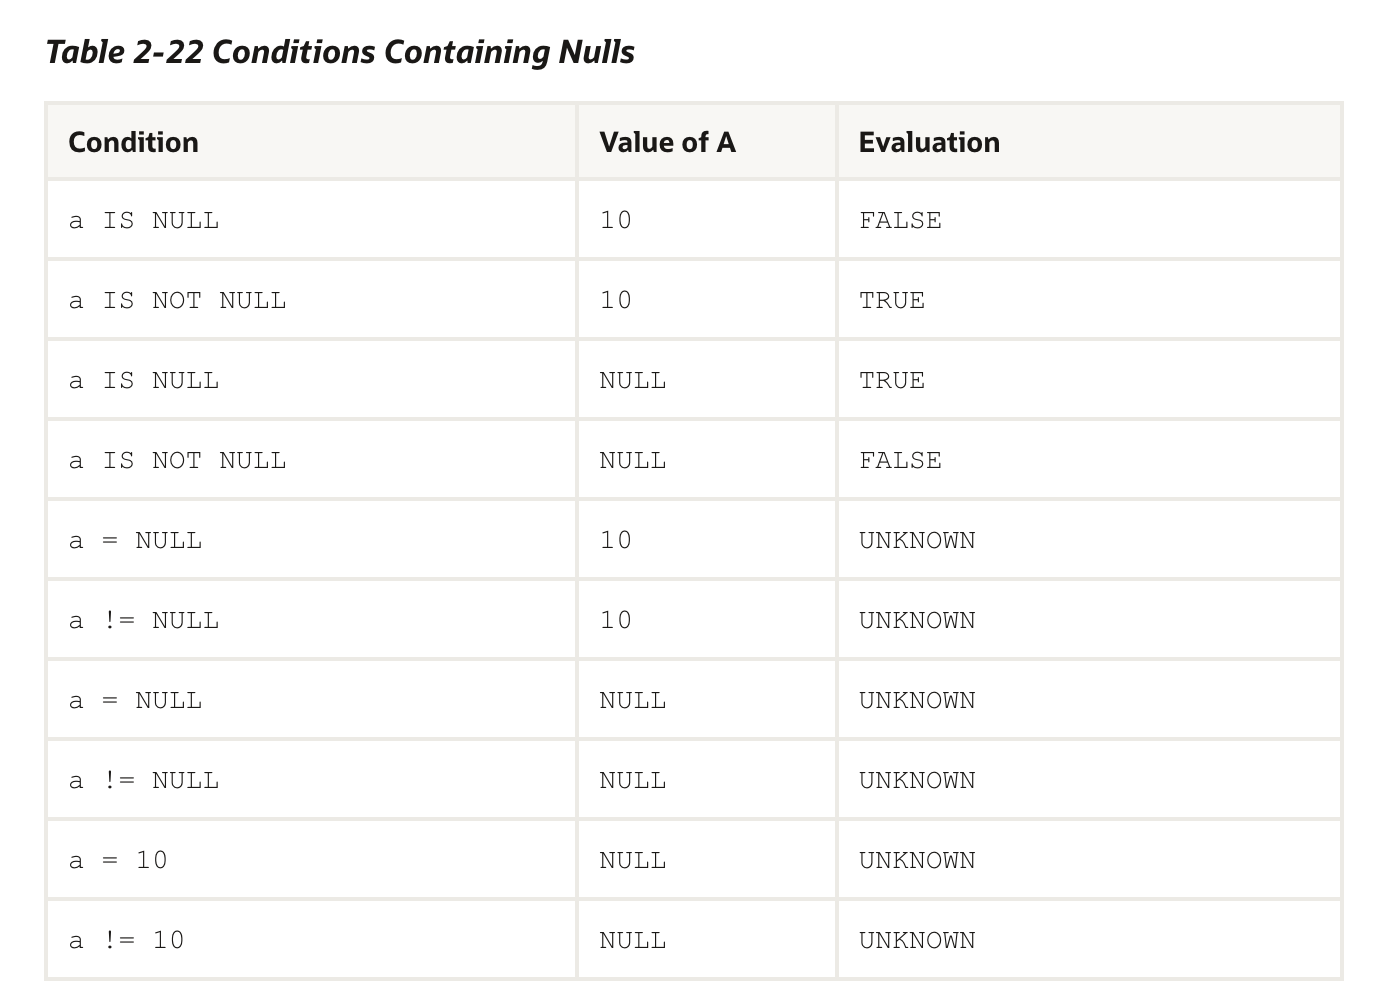 Table 2-22 Conditions Containing Nulls
Condition Value of A Evaluation
a IS NULL 10 FALSE
a IS NOT NULL 10 TRUE
a IS NULL NULL TRUE
a IS NOT NULL NULL FALSE
a = NULL 10 UNKNOWN
a != NULL 10 UNKNOWN
a = NULL NULL UNKNOWN
a != NULL NULL UNKNOWN
a = 10 NULL UNKNOWN
a != 10 NULL UNKNOWN